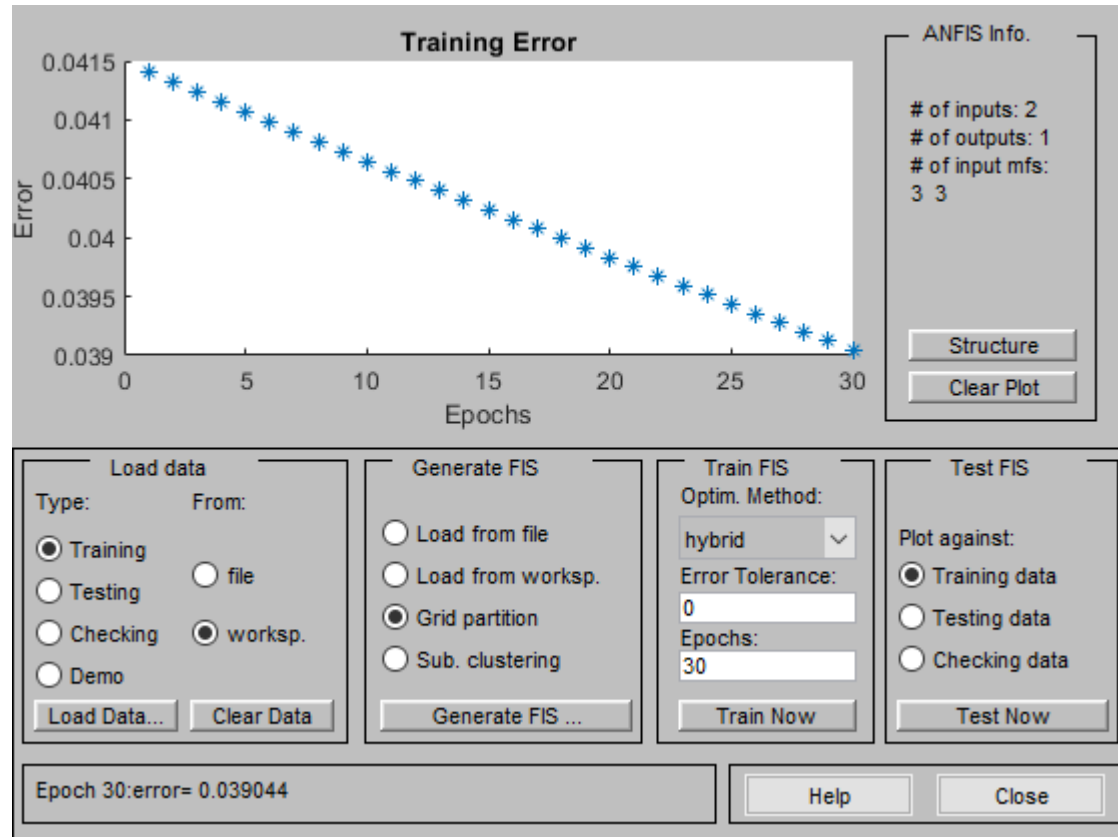 Training Error
0.0415
0.041
0.0405
0.04
0.0395
0.039
Error
0
5
10
15
20
25
30
Epochs
ANFIS Info.
# of inputs: 2
# of outputs: 1
# of input mfs:
3 3
Structure
Clear Plot
Load data
Type:
From:
Training
Testing
Checking
Demo
file
worksp.
Load Data...
Clear Data
Generate FIS
Load from file
Load from worksp.
Grid partition
Sub. clustering
Generate FIS ...
Train FIS
Optim. Method:
hybrid
Error Tolerance:
0
Epochs:
30
Train Now
Test FIS
Plot against:
Training data
Testing data
Checking data
Test Now
Epoch 30:error= 0.039044
Help
Close